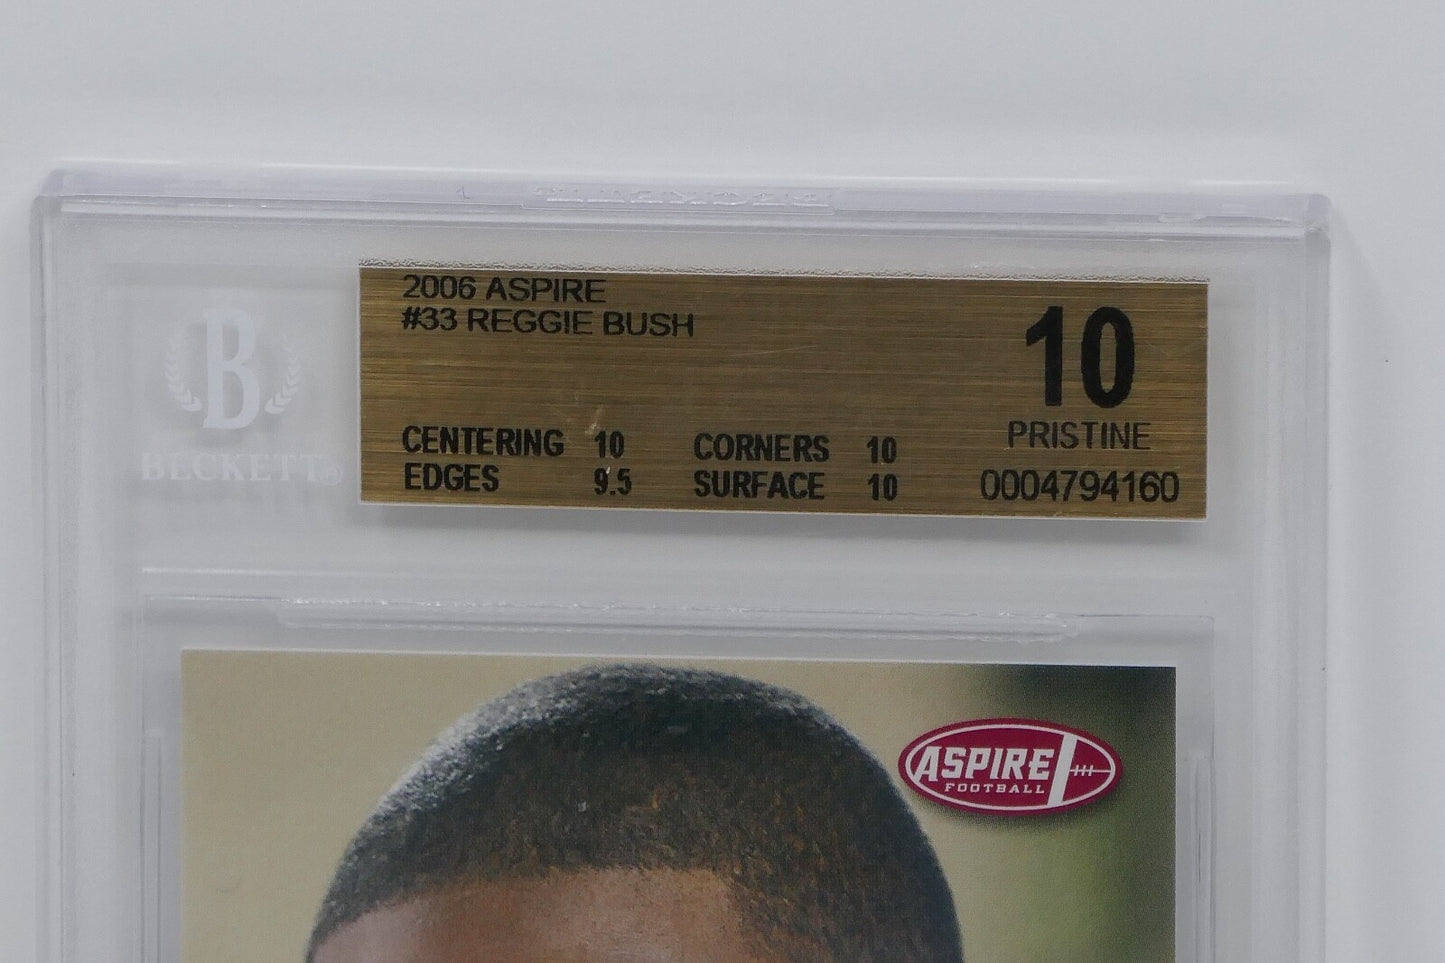 BECKETT
2006 ASPIRE
#33 REGGIE BUSH
10
PRISTINE
0004794160
CENTERING 10 CORNERS 10
EDGES 9.5 SURFACE 10
B
BECKETT®
ASPIRE
FOOTBALL